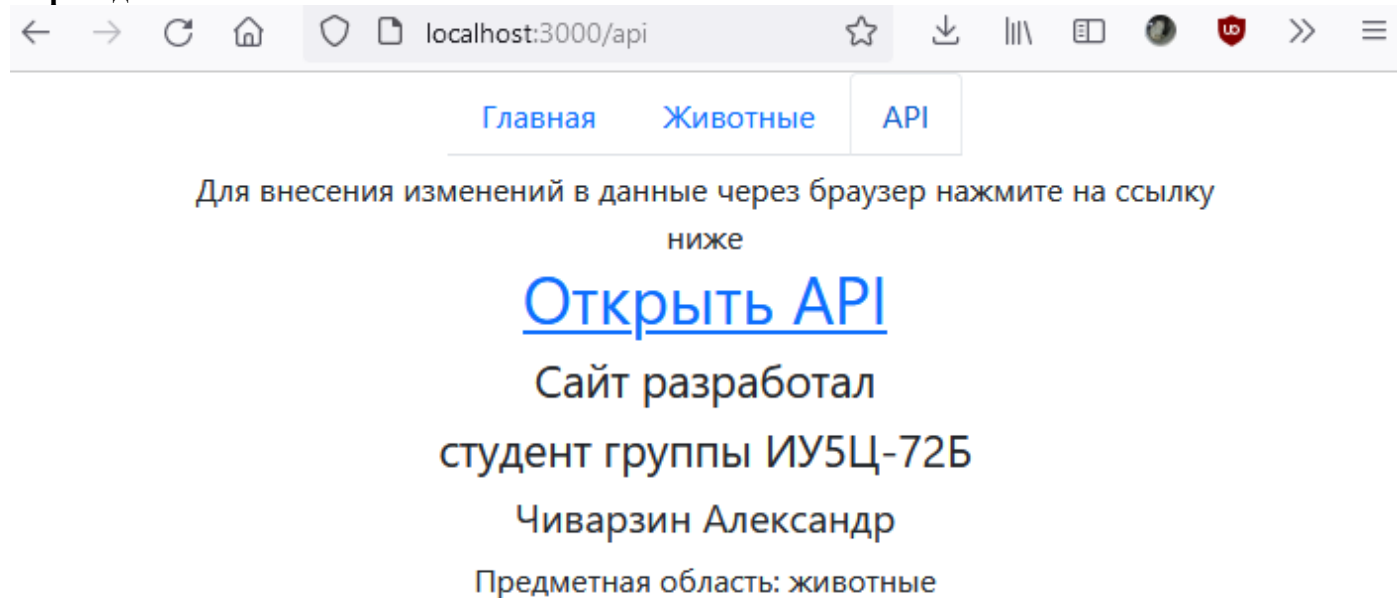 localhost:3000/api
Главная Животные API
Для внесения изменений в данные через браузер нажмите на ссылку
ниже
Открыть API
Сайт разработал
студент группы ИУ5Ц-72Б
Чиварзин Александр
Предметная область: животные